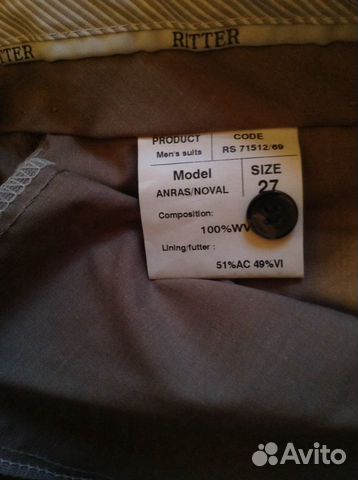 TTER
RITTER
PRODUCT CODE
Men's suits RS 71512/69
Model SIZE
ANRAS/NOVAL 27
Composition:
100%WV
Lining/futter :
51%AC 49%VI
Avito